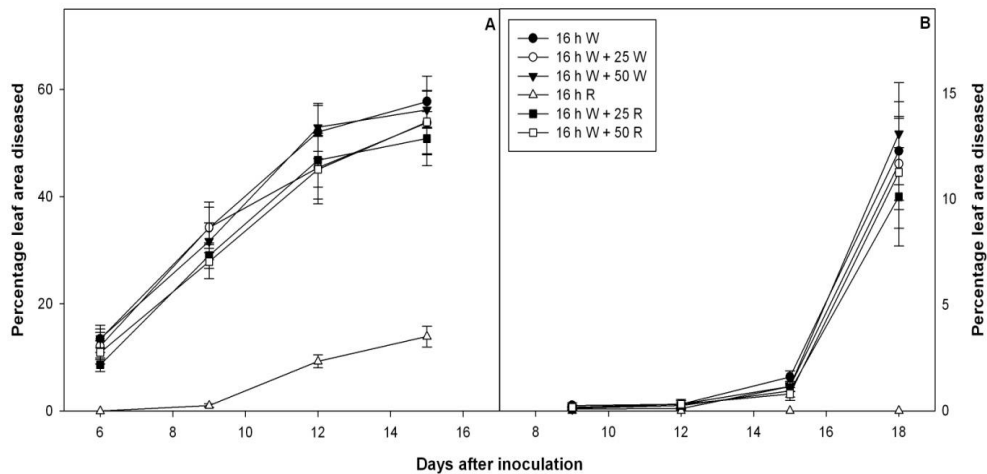 A
B
Percentage leaf area diseased
60
40
20
0
6
8
10
12
14
16
16 h W
16 h W + 25 W
16 h W + 50 W
16 h R
16 h W + 25 R
16 h W + 50 R
8
10
12
14
16
18
15
10
5
0
Percentage leaf area diseased
Days after inoculation